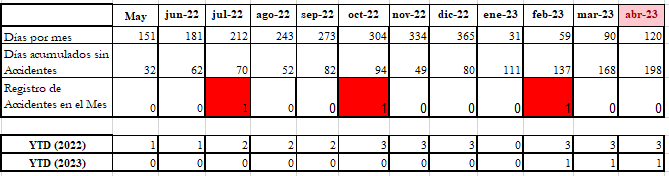 May jun-22 jul-22 ago-22 sep-22 oct-22 nov-22 dic-22 ene-23 feb-23 mar-23 abr-23
Días por mes 151 181 212 243 273 304 334 365 31 59 90 120
Días acumulados sin
Accidentes 32 62 70 52 82 94 49 80 111 137 168 198
Registro de
Accidentes en el Mes 0 0 1 0 0 1 0 0 0 1 0 0
YTD (2022) 1 1 2 2 2 3 3 3 0 3 3 3
YTD (2023) 0 0 0 0 0 0 0 0 0 1 1 1